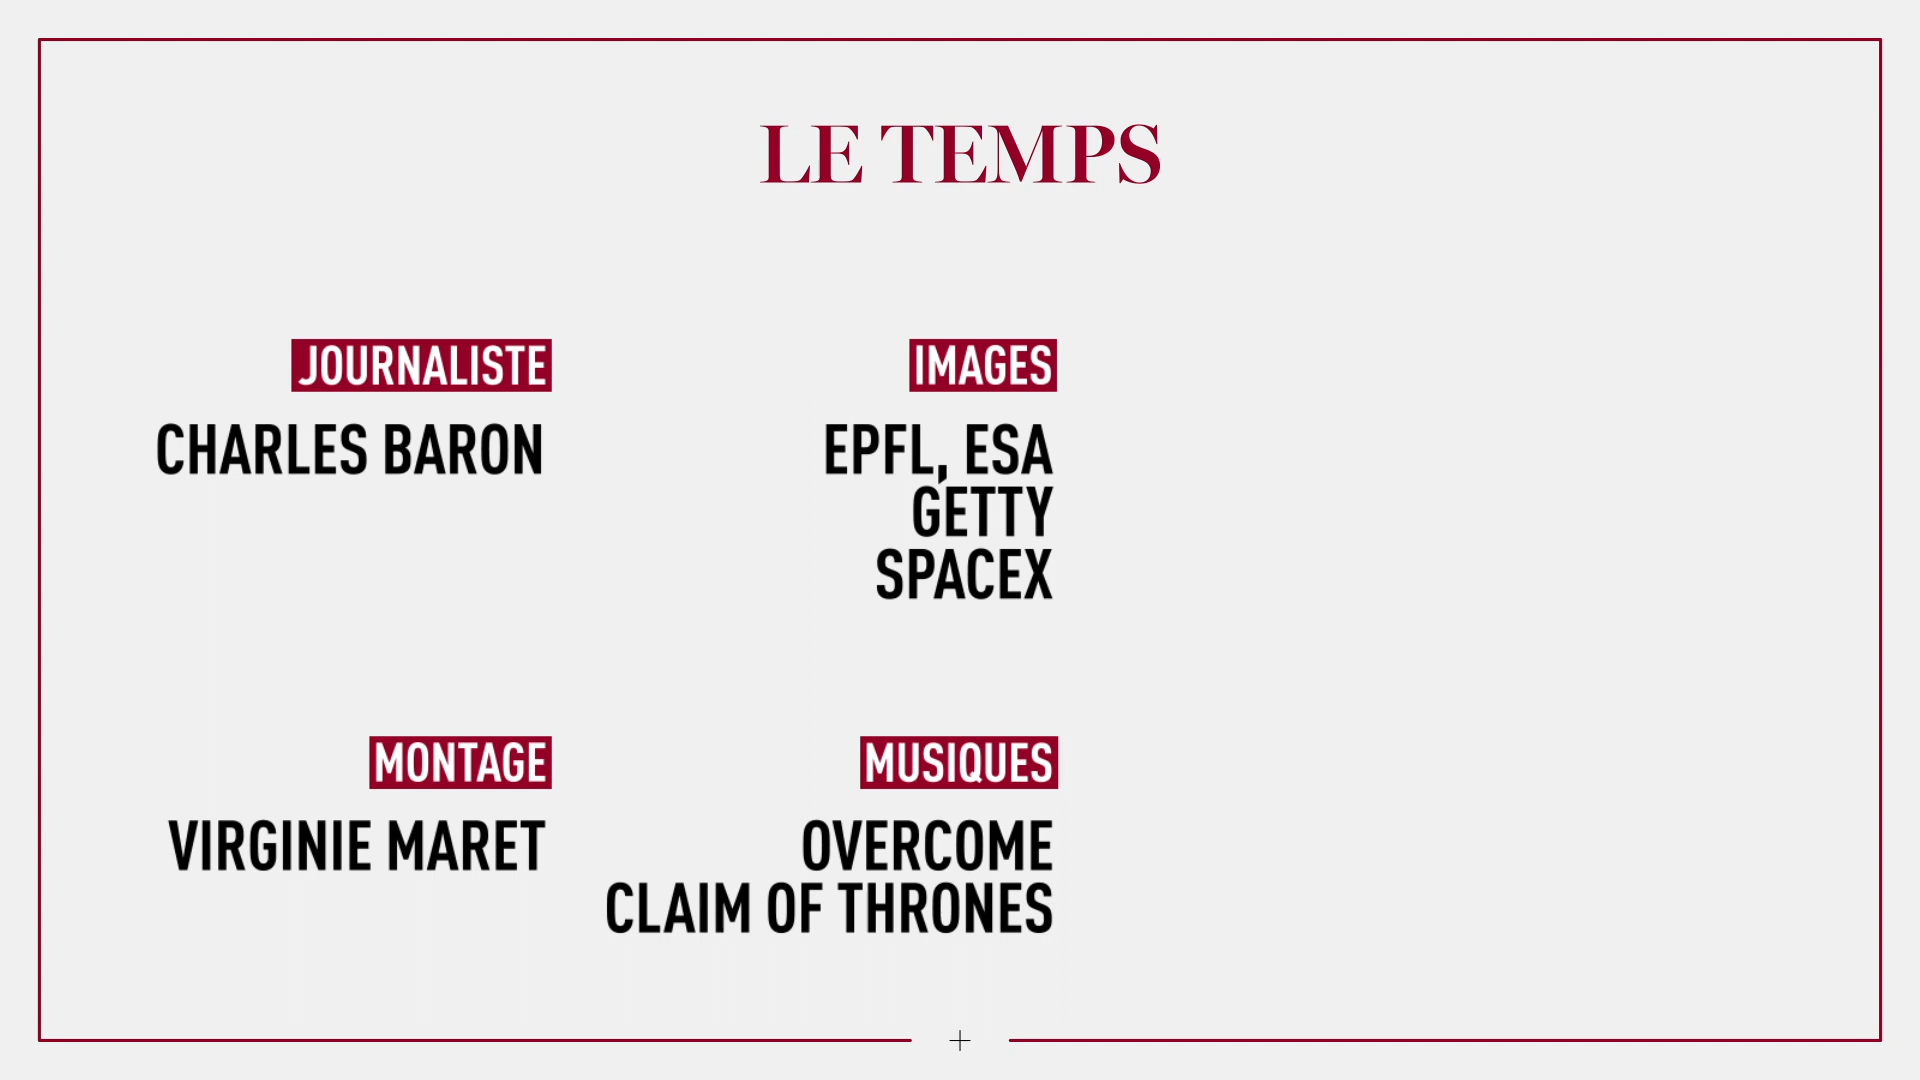 LE TEMPS
JOURNALISTE
CHARLES BARON
IMAGES
EPFL, ESA
GETTY
SPACEX
MONTAGE
VIRGINIE MARET
MUSIQUES
OVERCOME
CLAIM OF THRONES